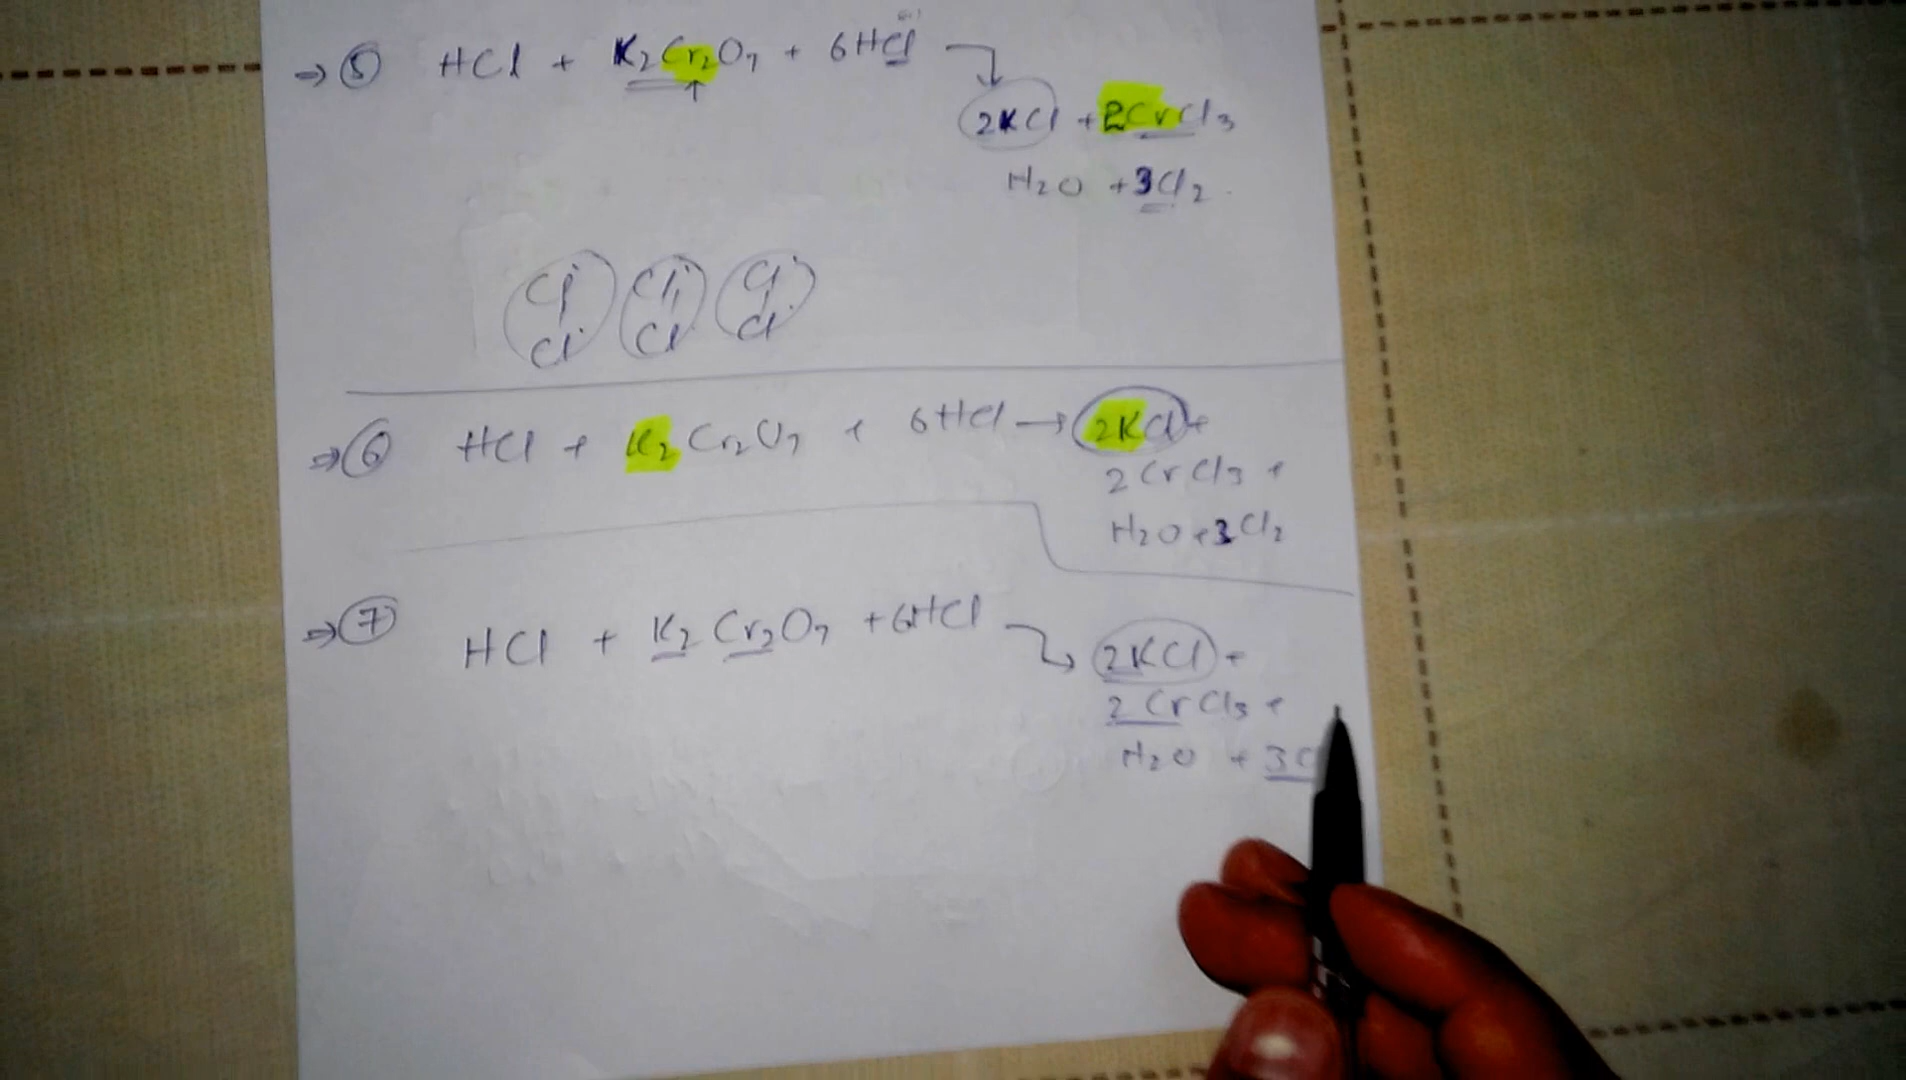 ⇒ ⑤ HCl + K₂Cr₂O₇ + 6HCl
2KCl + 2CrCl₃
H₂O + 3Cl₂
Cl Cl Cl
Cl Cl Cl
⇒ ⑥ HCl + K₂Cr₂O₇ + 6HCl → 2KCl +
2CrCl₃ +
H₂O + 3Cl₂
⇒ ⑦ HCl + K₂Cr₂O₇ + 6HCl
2KCl +
2CrCl₃ +
H₂O + 3C